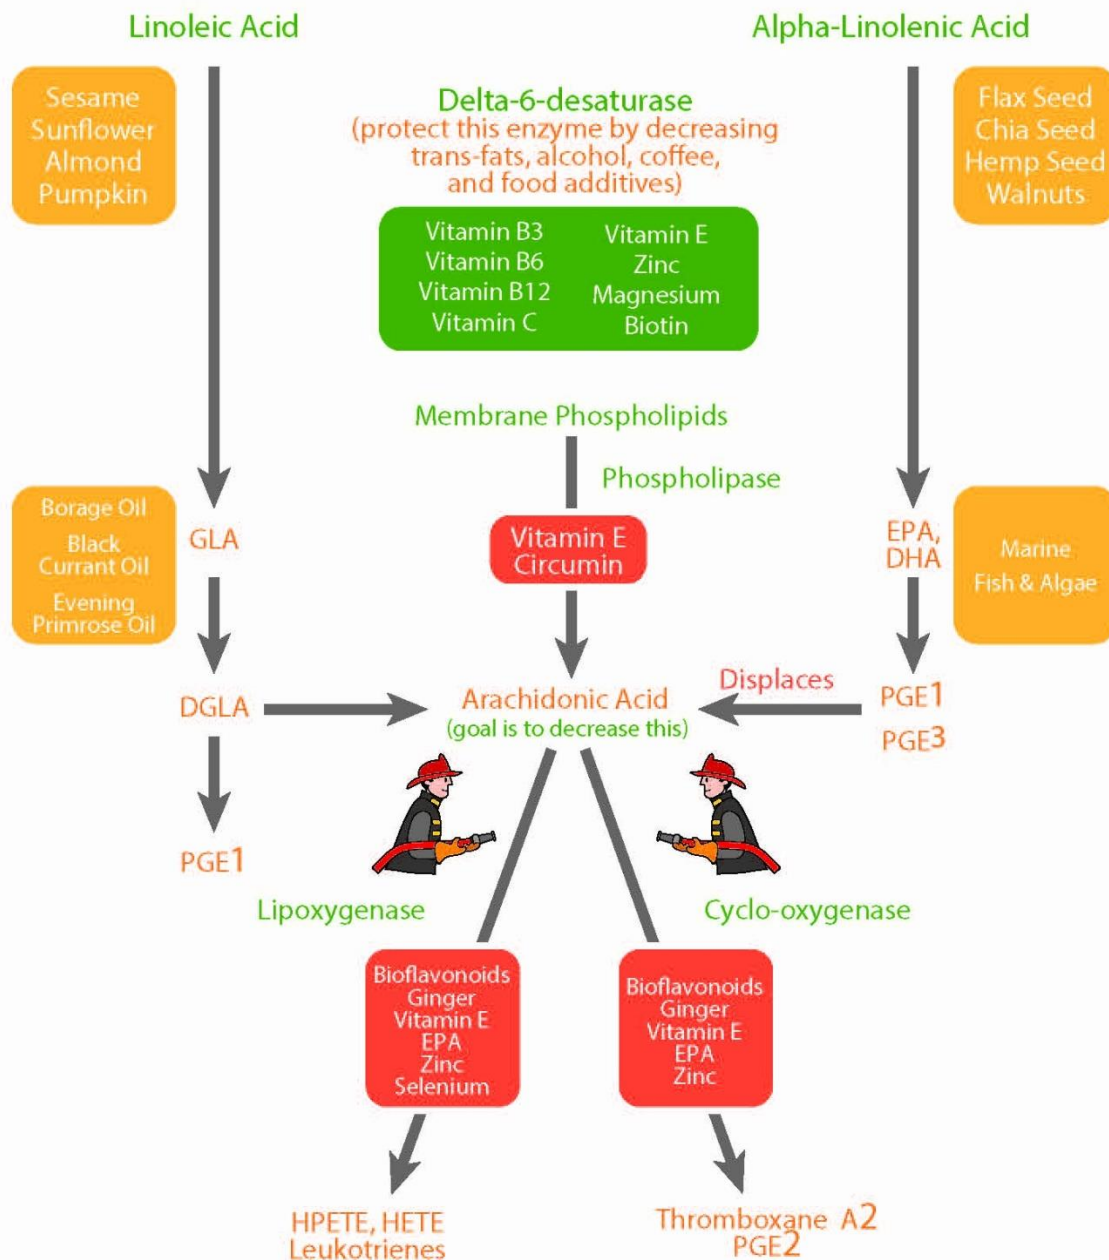 Linoleic Acid
Alpha-Linolenic Acid
Sesame
Sunflower
Almond
Pumpkin
Delta-6-desaturase
(protect this enzyme by decreasing
trans-fats, alcohol, coffee,
and food additives)
Flax Seed
Chia Seed
Hemp Seed
Walnuts
Vitamin B3
Vitamin B6
Vitamin B12
Vitamin C
Vitamin E
Zinc
Magnesium
Biotin
Membrane Phospholipids
Phospholipase
Borage Oil
Black
Currant Oil
Evening
Primrose Oil
GLA
Vitamin E
Circumin
EPA,
DHA
Marine
Fish & Algae
DGLA
Arachidonic Acid
(goal is to decrease this)
Displaces
PGE1
PGE3
PGE1
Lipoxygenase
Cyclo-oxygenase
Bioflavonoids
Ginger
Vitamin E
EPA
Zinc
Selenium
Bioflavonoids
Ginger
Vitamin E
EPA
Zinc
HPETE, HETE
Leukotrienes
Thromboxane A2
PGE2